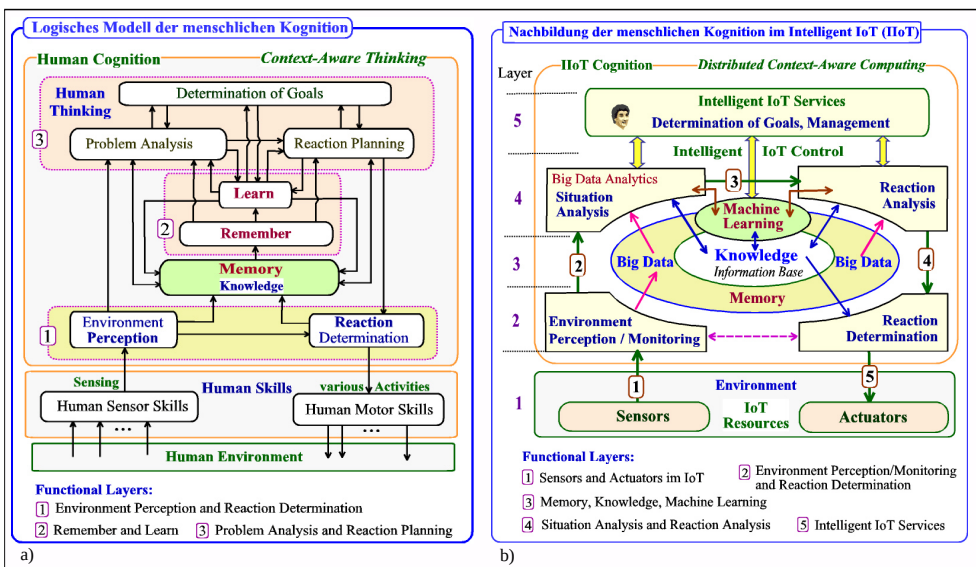 Logisches Modell der menschlichen Kognition
Human Cognition
Context-Aware Thinking
Human
Thinking
Determination of Goals
3
Problem Analysis
Reaction Planning
Learn
2
Remember
Memory
Knowledge
1
Environment
Perception
Reaction
Determination
Sensing
Human Skills
various Activities
Human Sensor Skills
...
Human Motor Skills
...
Human Environment
Functional Layers:
1 Environment Perception and Reaction Determination
2 Remember and Learn
3 Problem Analysis and Reaction Planning
a)
Nachbildung der menschlichen Kognition im Intelligent IoT (IIoT)
Layer
IIoT Cognition
Distributed Context-Aware Computing
5
Intelligent IoT Services
Determination of Goals, Management
Intelligent
IoT Control
4
Big Data Analytics
Situation
Analysis
3
Reaction
Analysis
Machine
Learning
2
4
3
Big Data
Knowledge
Information Base
Big Data
Memory
2
Environment
Perception / Monitoring
Reaction
Determination
1
5
1
Environment
Sensors
IoT
Resources
Actuators
Functional Layers:
1 Sensors and Actuators im IoT
2 Environment Perception/Monitoring
and Reaction Determination
3 Memory, Knowledge, Machine Learning
4 Situation Analysis and Reaction Analysis
5 Intelligent IoT Services
b)